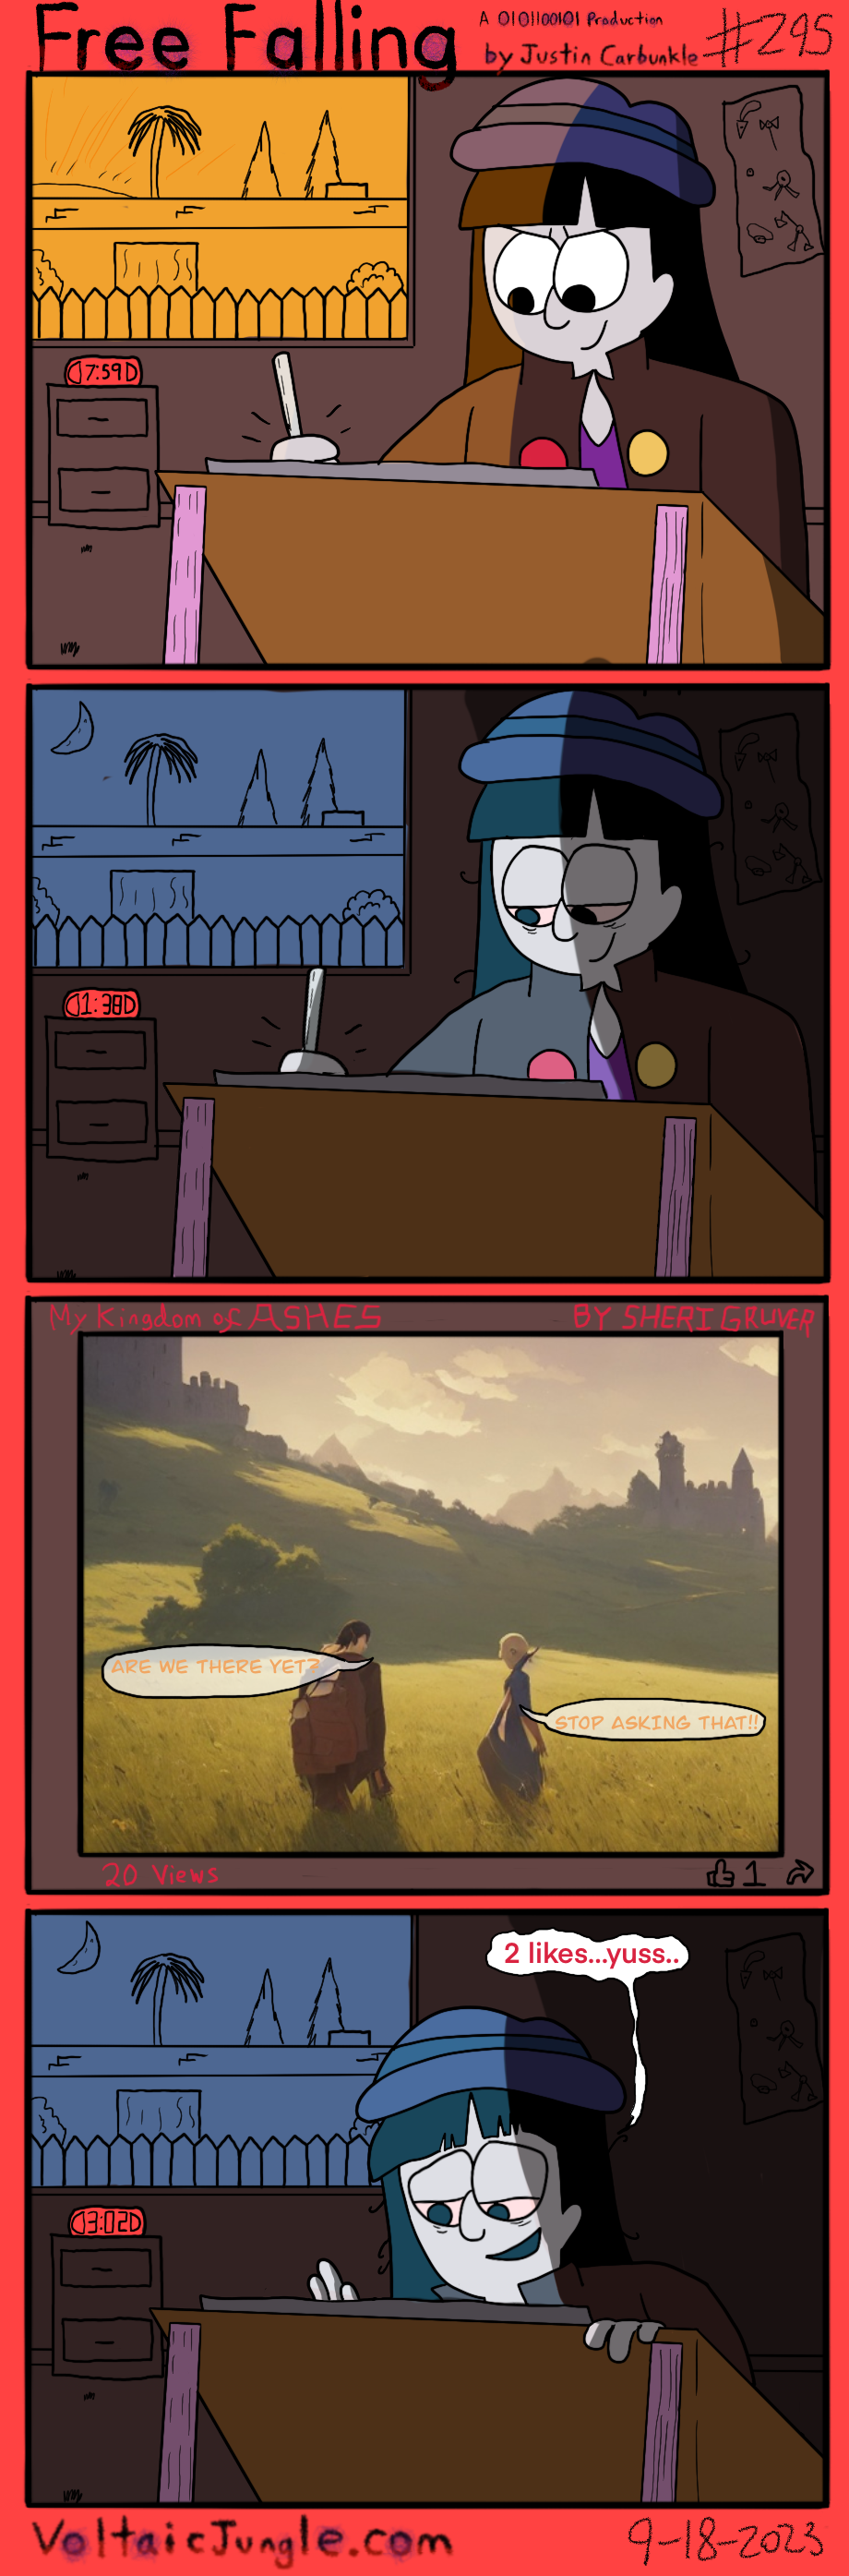 Free Falling
A 0101100101 Production
by Justin Carbunkle
#295
7:59
1:38
My Kingdom of ASHES
BY SHERI GRUVER
ARE WE THERE YET?
STOP ASKING THAT!!
20 Views
1
2 likes...yuss..
3:02
VoltaicJungle.com
9-18-2023